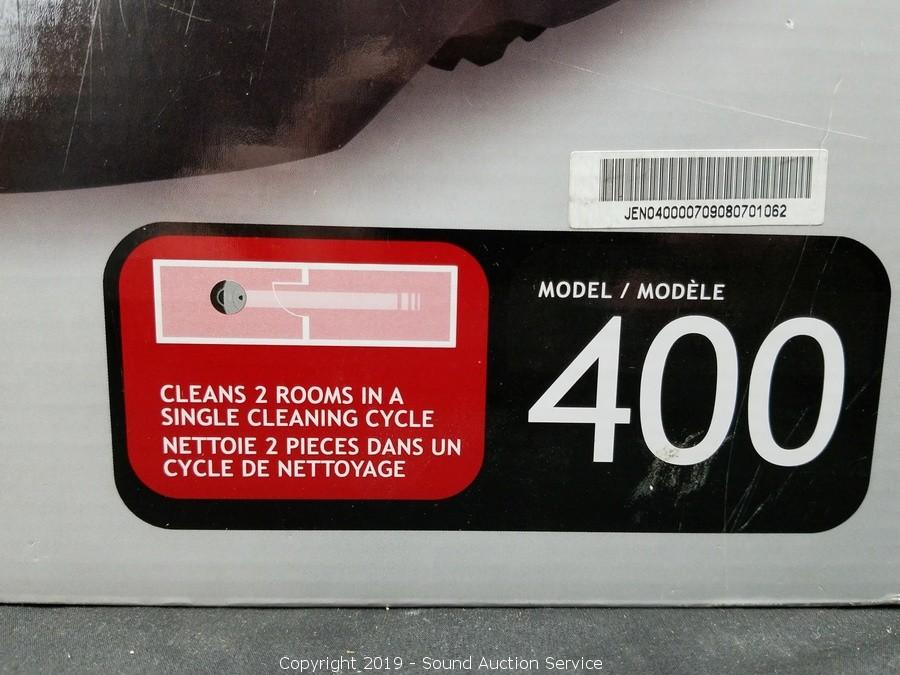 JEN040000709080701062
MODEL / MODÈLE
400
CLEANS 2 ROOMS IN A
SINGLE CLEANING CYCLE
NETTOIE 2 PIECES DANS UN
CYCLE DE NETTOYAGE
Copyright 2019 - Sound Auction Service